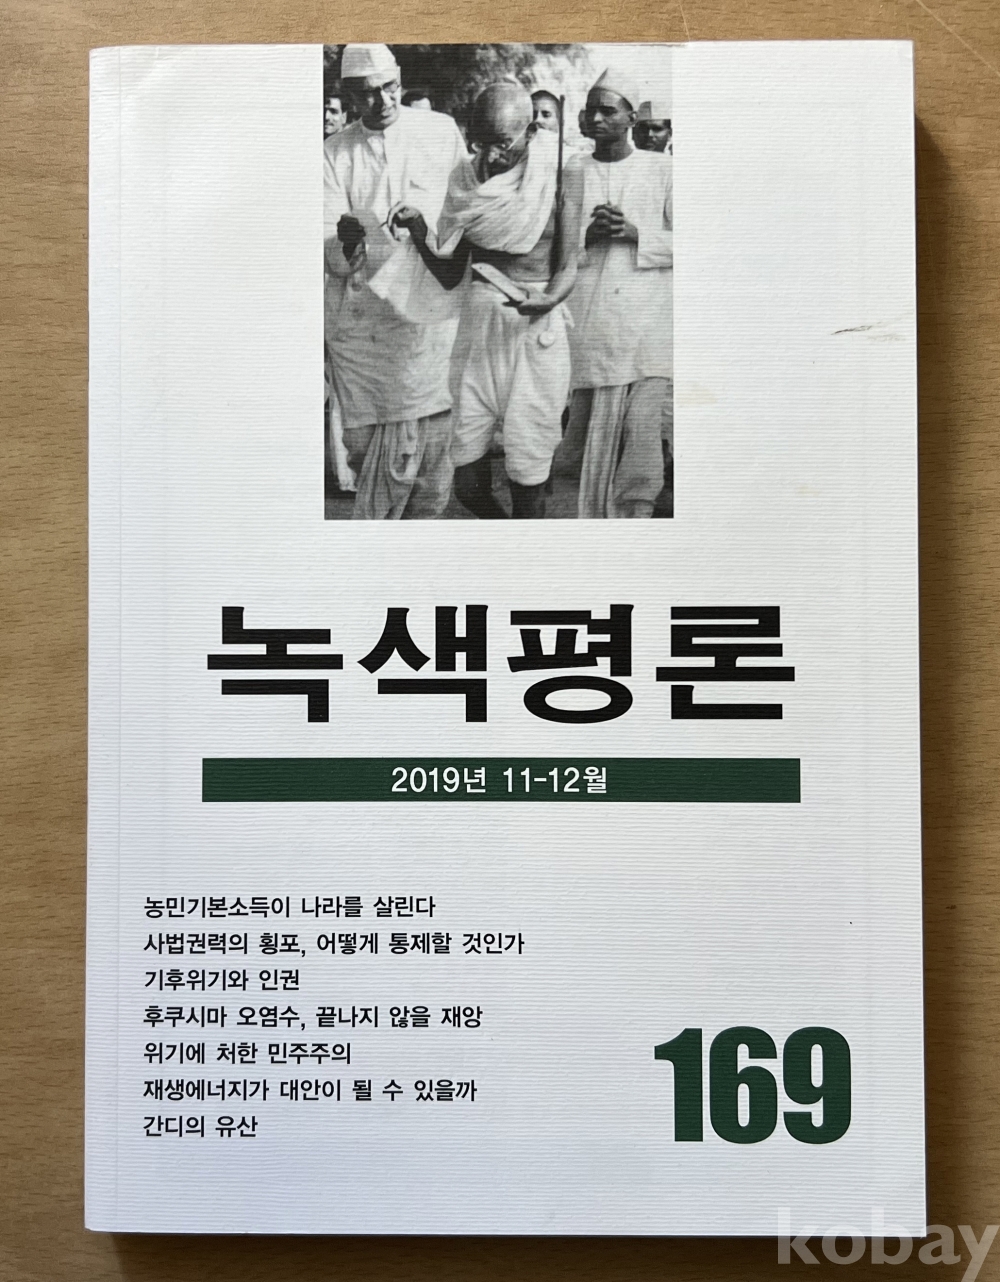 녹색평론
2019년 11-12월
농민기본소득이 나라를 살린다
사법권력의 횡포, 어떻게 통제할 것인가
기후위기와 인권
후쿠시마 오염수, 끝나지 않을 재앙
위기에 처한 민주주의
재생에너지가 대안이 될 수 있을까
간디의 유산
169
kobay